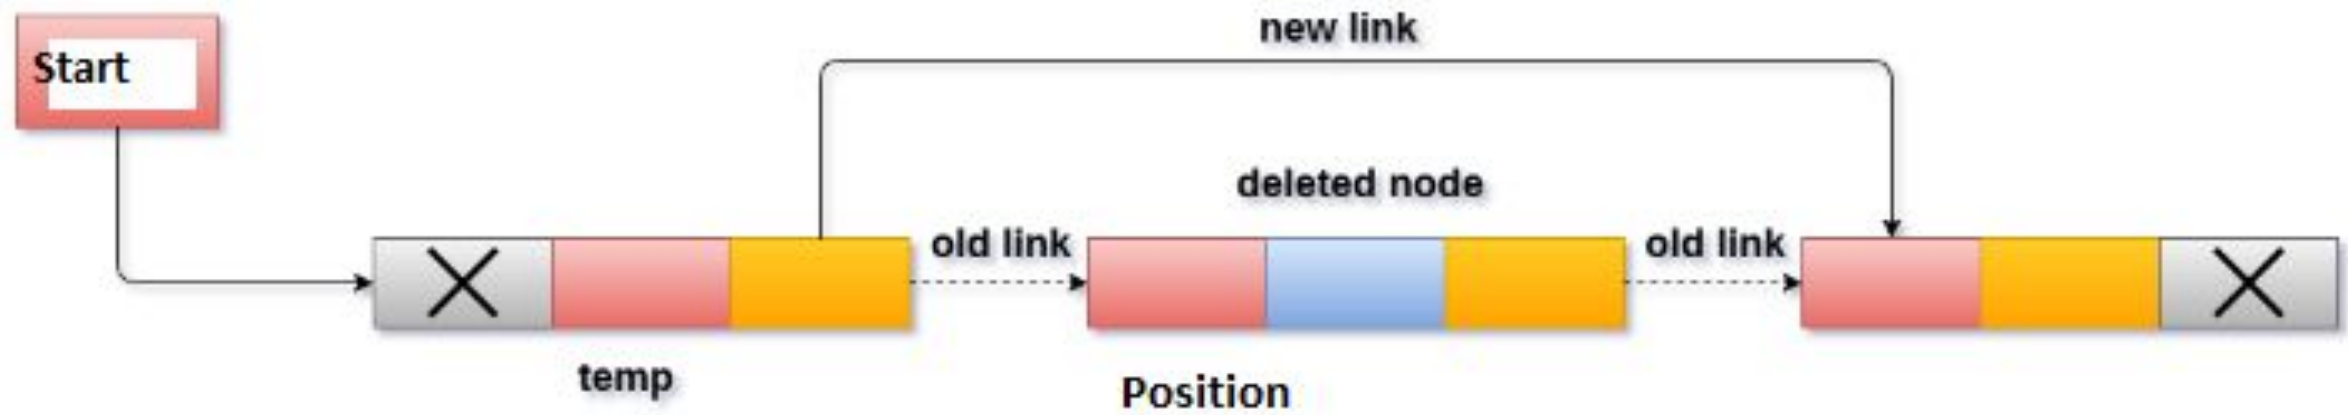 new link
Start
deleted node
old link
old link
temp
Position